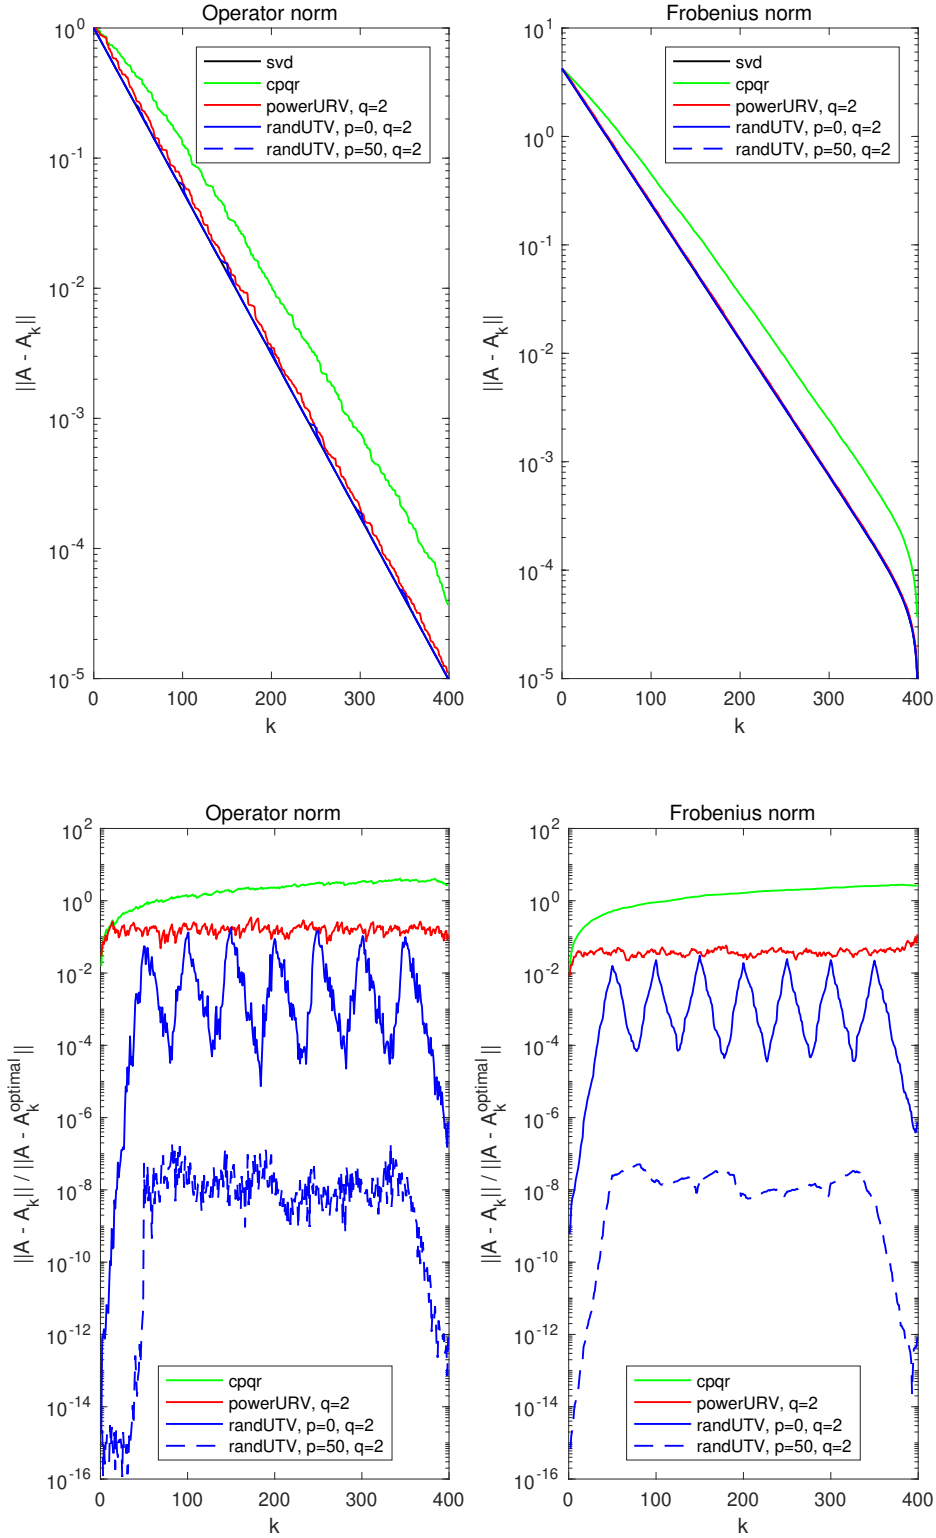 Operator norm
10^0
10^-1
10^-2
10^-3
10^-4
10^-5
||A - A_k||
0 100 200 300 400
k
svd
cpqr
powerURV, q=2
randUTV, p=0, q=2
randUTV, p=50, q=2
Frobenius norm
10^1
10^0
10^-1
10^-2
10^-3
10^-4
10^-5
||A - A_k||
0 100 200 300 400
k
svd
cpqr
powerURV, q=2
randUTV, p=0, q=2
randUTV, p=50, q=2
Operator norm
10^2
10^0
10^-2
10^-4
10^-6
10^-8
10^-10
10^-12
10^-14
10^-16
||A - A_k|| / ||A - A_k^optimal||
0 100 200 300 400
k
cpqr
powerURV, q=2
randUTV, p=0, q=2
randUTV, p=50, q=2
Frobenius norm
10^2
10^0
10^-2
10^-4
10^-6
10^-8
10^-10
10^-12
10^-14
10^-16
||A - A_k|| / ||A - A_k^optimal||
0 100 200 300 400
k
cpqr
powerURV, q=2
randUTV, p=0, q=2
randUTV, p=50, q=2